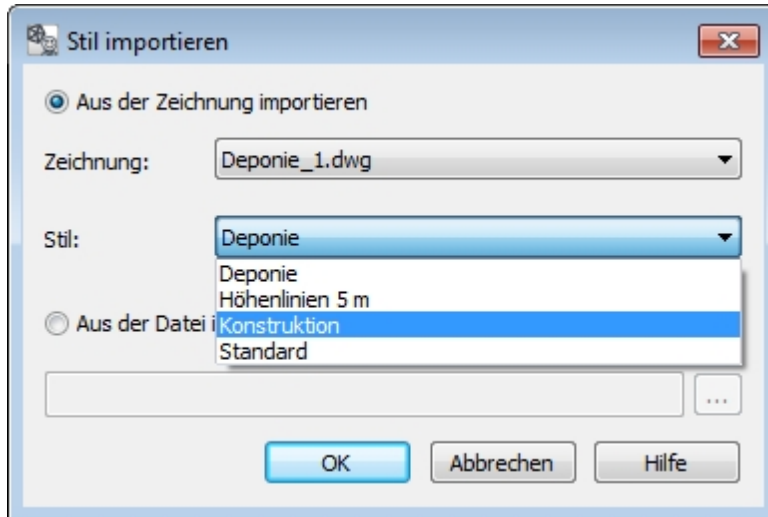 Stil importieren
Aus der Zeichnung importieren
Zeichnung: Deponie_1.dwg
Stil: Deponie
Deponie
Höhenlinien 5 m
Aus der Datei i
Konstruktion
Standard
...
OK Abbrechen Hilfe